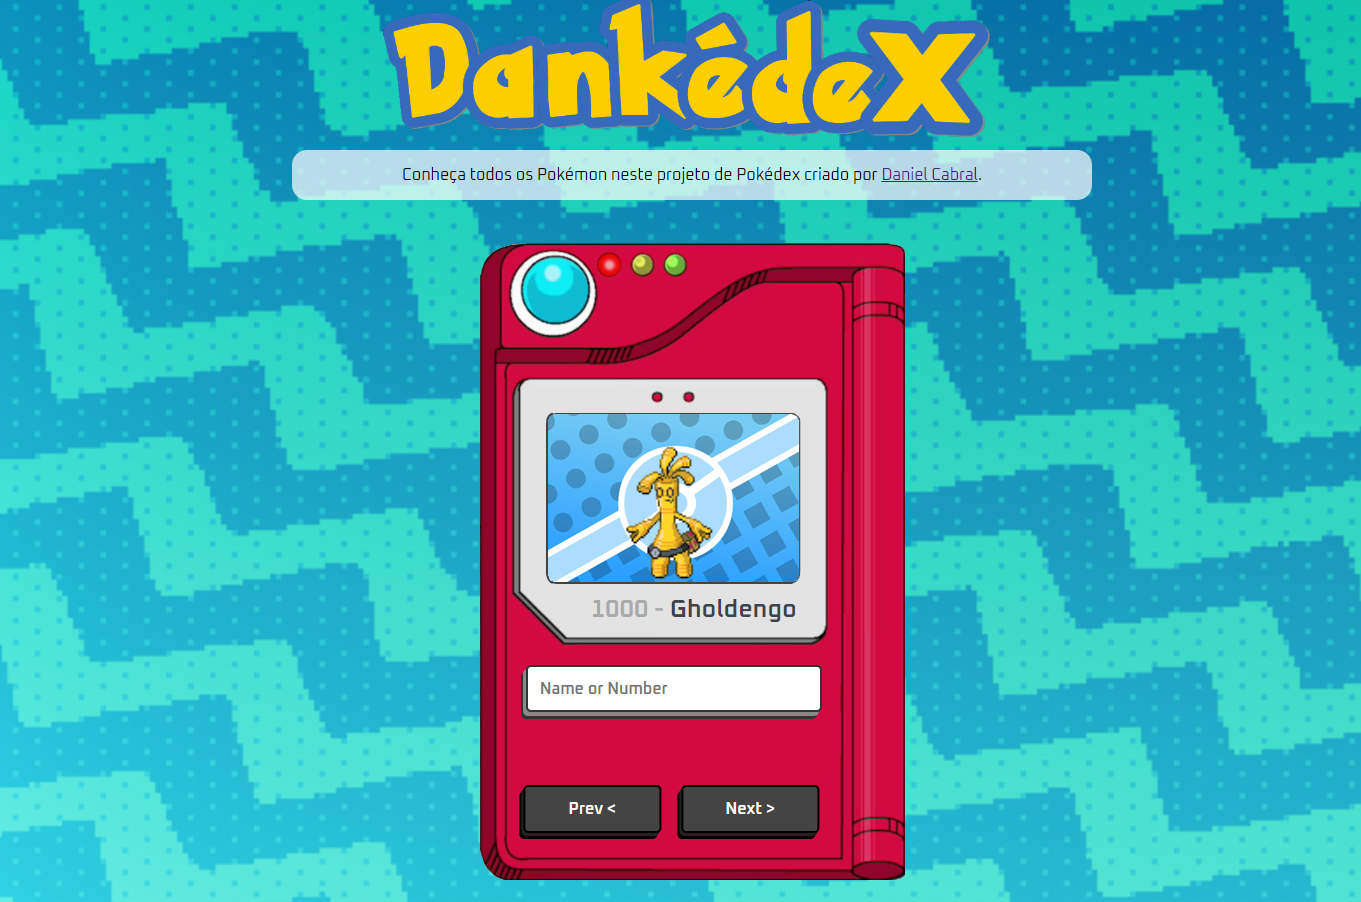 DankédeX
Conheça todos os Pokémon neste projeto de Pokédex criado por Daniel Cabral.
1000 - Gholdengo
Name or Number
Prev < Next >